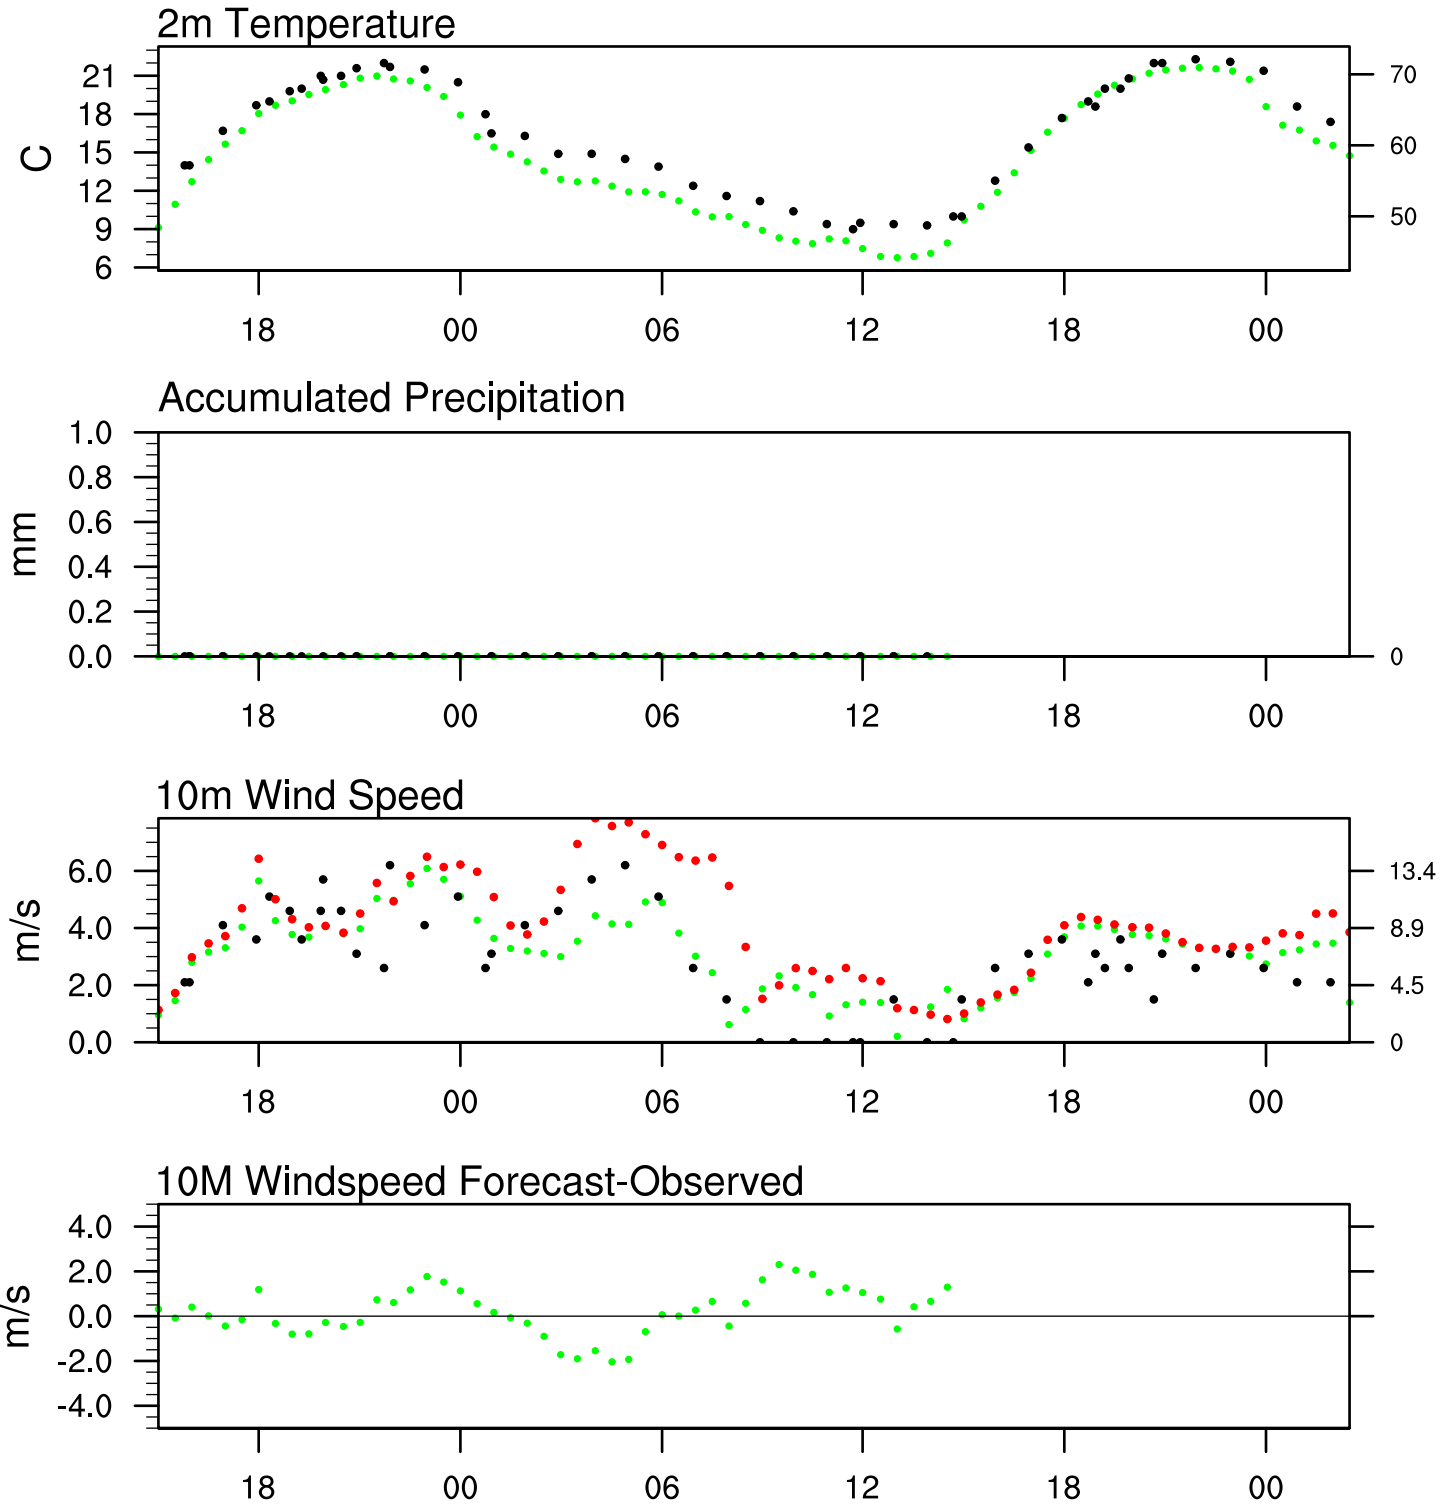 2m Temperature
21
18
15
12
9
6
C
70
60
50
18 00 06 12 18 00
Accumulated Precipitation
1.0
0.8
0.6
0.4
0.2
0.0
mm
0
18 00 06 12 18 00
10m Wind Speed
6.0
4.0
2.0
0.0
m/s
13.4
8.9
4.5
0
18 00 06 12 18 00
10M Windspeed Forecast-Observed
4.0
2.0
0.0
-2.0
-4.0
m/s
18 00 06 12 18 00